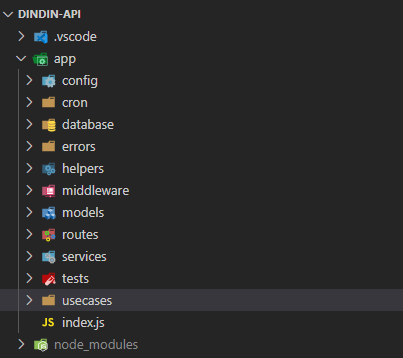 DINDIN-API
.vscode
app
config
cron
database
errors
helpers
middleware
models
routes
services
tests
usecases
JS index.js
node_modules